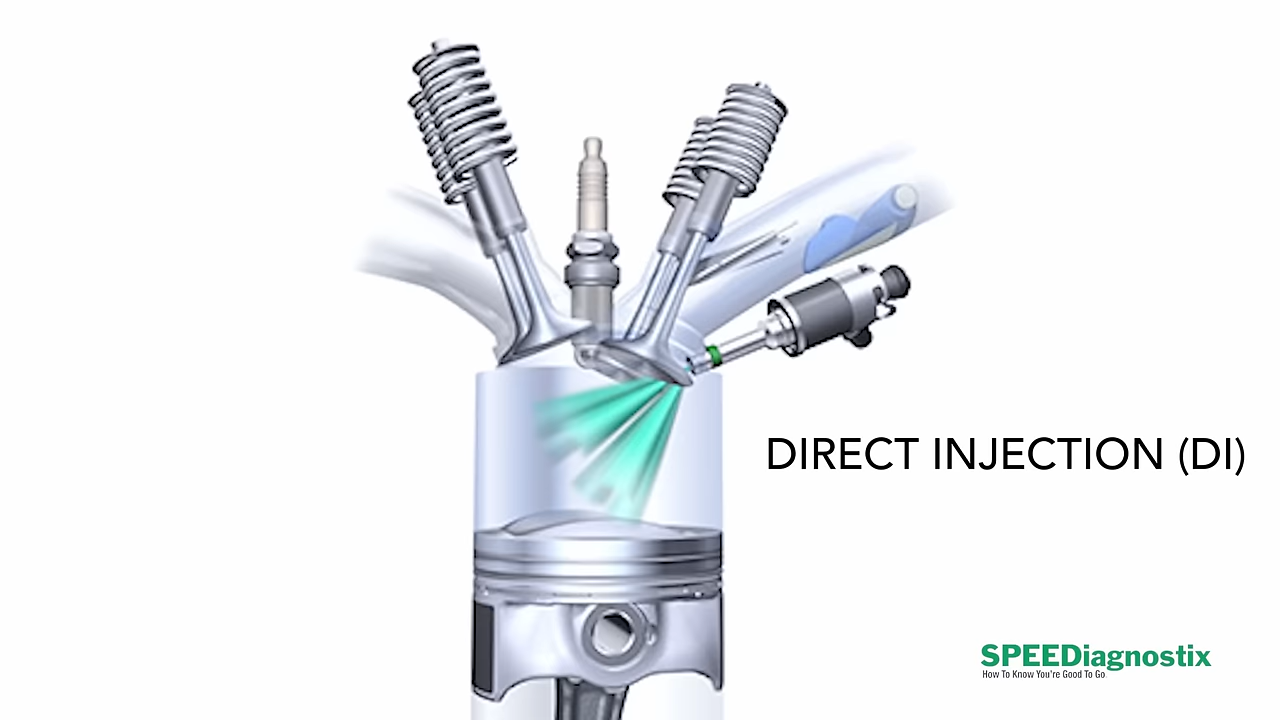 DIRECT INJECTION (DI)
SPEEDiagnostix
How To Know You're Good To Go